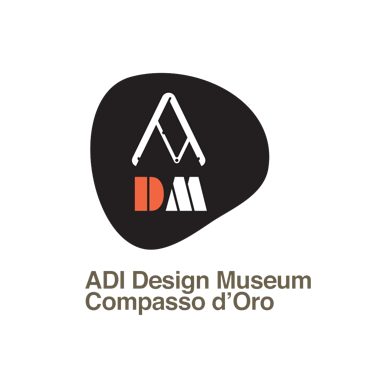 DM
ADI Design Museum
Compasso d'Oro